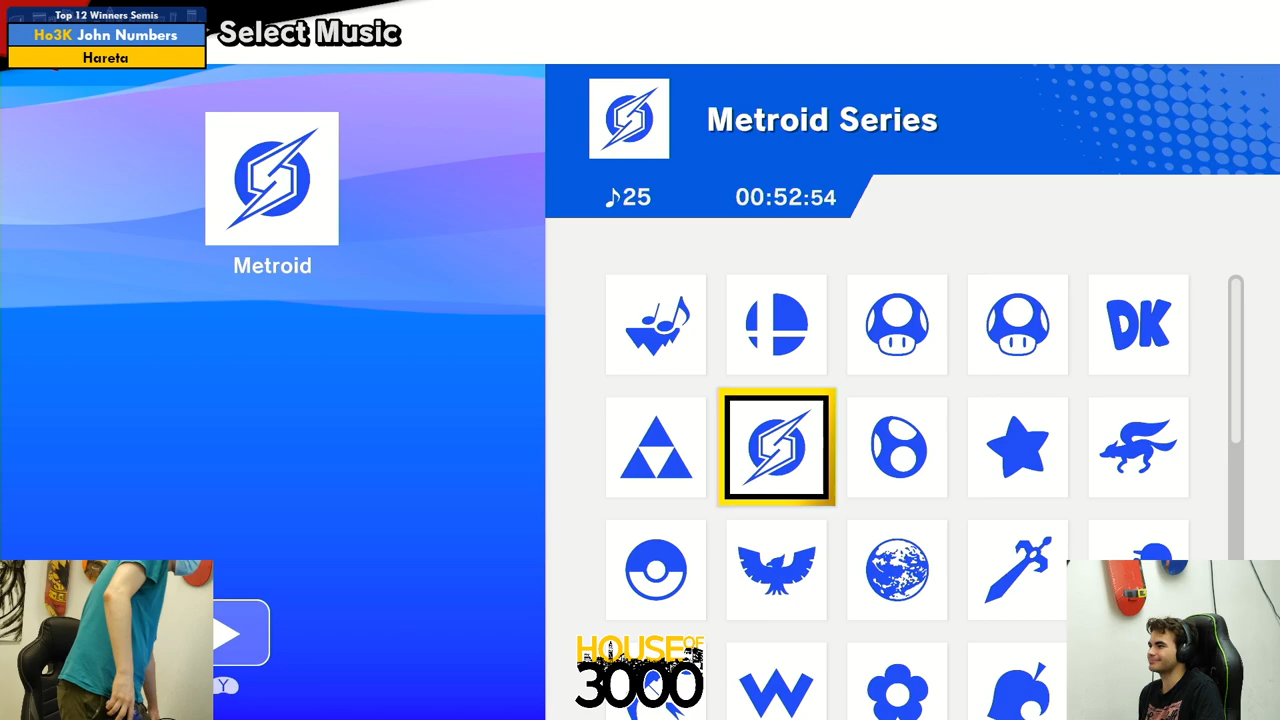 Top 12 Winners Semis
Ho3K John Numbers
Hareta
Select Music
Metroid
Metroid Series
♪25
00:52:54
DK
Y
HOUSE OF
3000